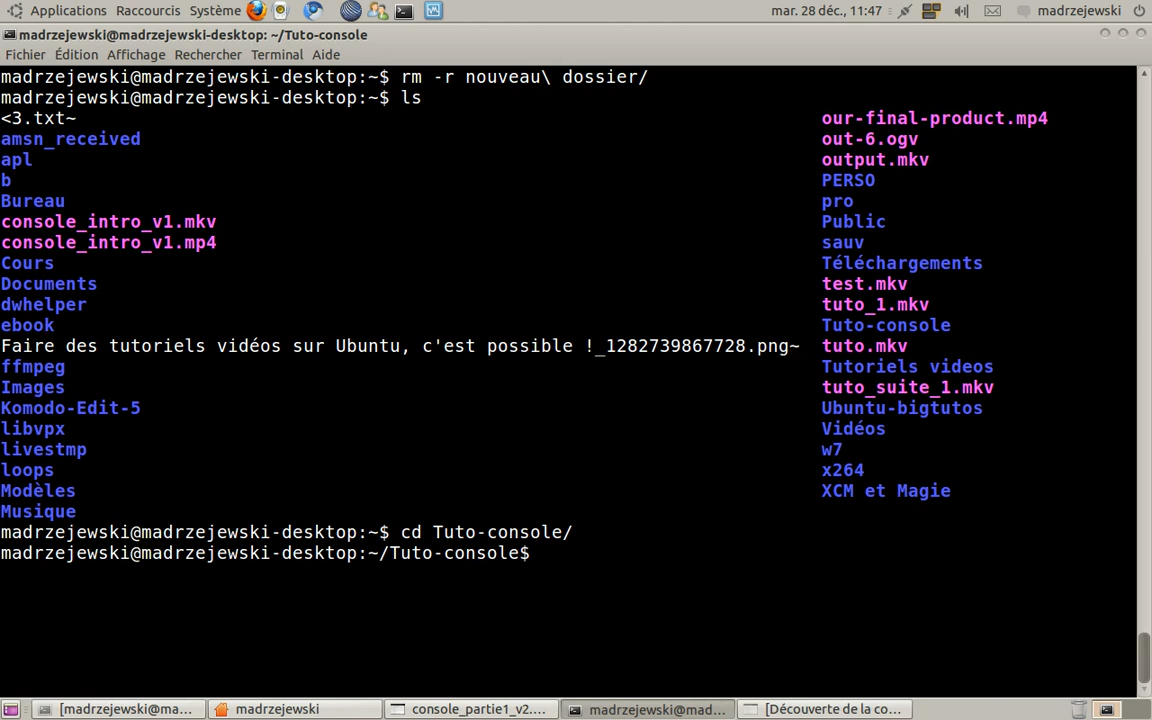 Applications Raccourcis Système mar. 28 déc., 11:47 madrzejewski
madrzejewski@madrzejewski-desktop: ~/Tuto-console
Fichier Édition Affichage Rechercher Terminal Aide
madrzejewski@madrzejewski-desktop:~$ rm -r nouveau\ dossier/
madrzejewski@madrzejewski-desktop:~$ ls
<3.txt~ our-final-product.mp4
amsn_received out-6.ogv
apl output.mkv
b PERSO
Bureau pro
console_intro_v1.mkv Public
console_intro_v1.mp4 sauv
Cours Téléchargements
Documents test.mkv
dwhelper tuto_1.mkv
ebook Tuto-console
Faire des tutoriels vidéos sur Ubuntu, c'est possible !_1282739867728.png~ tuto.mkv
ffmpeg Tutoriels videos
Images tuto_suite_1.mkv
Komodo-Edit-5 Ubuntu-bigtutos
libvpx Vidéos
livestmp w7
loops x264
Modèles XCM et Magie
Musique
madrzejewski@madrzejewski-desktop:~$ cd Tuto-console/
madrzejewski@madrzejewski-desktop:~/Tuto-console$
[madrzejewski@ma... madrzejewski console_partie1_v2.... madrzejewski@mad... [Découverte de la co...